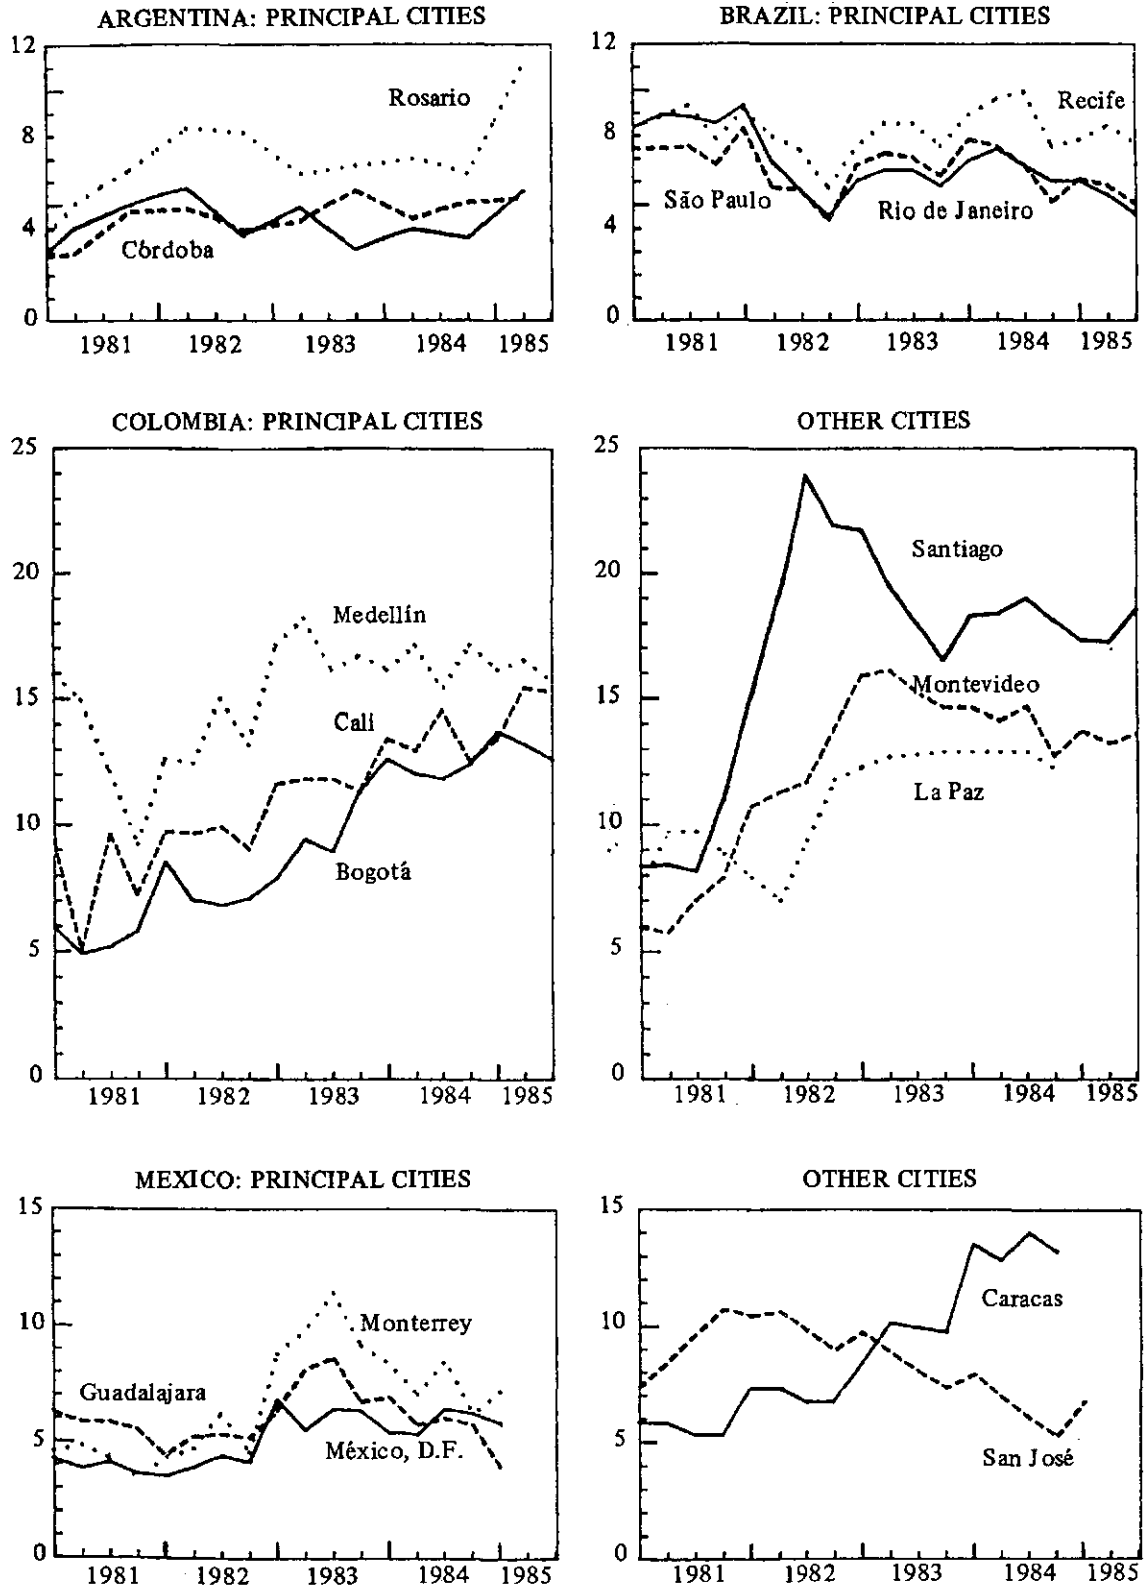 ARGENTINA: PRINCIPAL CITIES
12
8
4
0
Rosario
Córdoba
1981 1982 1983 1984 1985
BRAZIL: PRINCIPAL CITIES
12
8
4
0
Recife
São Paulo
Rio de Janeiro
1981 1982 1983 1984 1985
COLOMBIA: PRINCIPAL CITIES
25
20
15
10
5
0
Medellín
Cali
Bogotá
1981 1982 1983 1984 1985
OTHER CITIES
25
20
15
10
5
0
Santiago
Montevideo
La Paz
1981 1982 1983 1984 1985
MEXICO: PRINCIPAL CITIES
15
10
5
0
Monterrey
Guadalajara
México, D.F.
1981 1982 1983 1984 1985
OTHER CITIES
15
10
5
0
Caracas
San José
1981 1982 1983 1984 1985